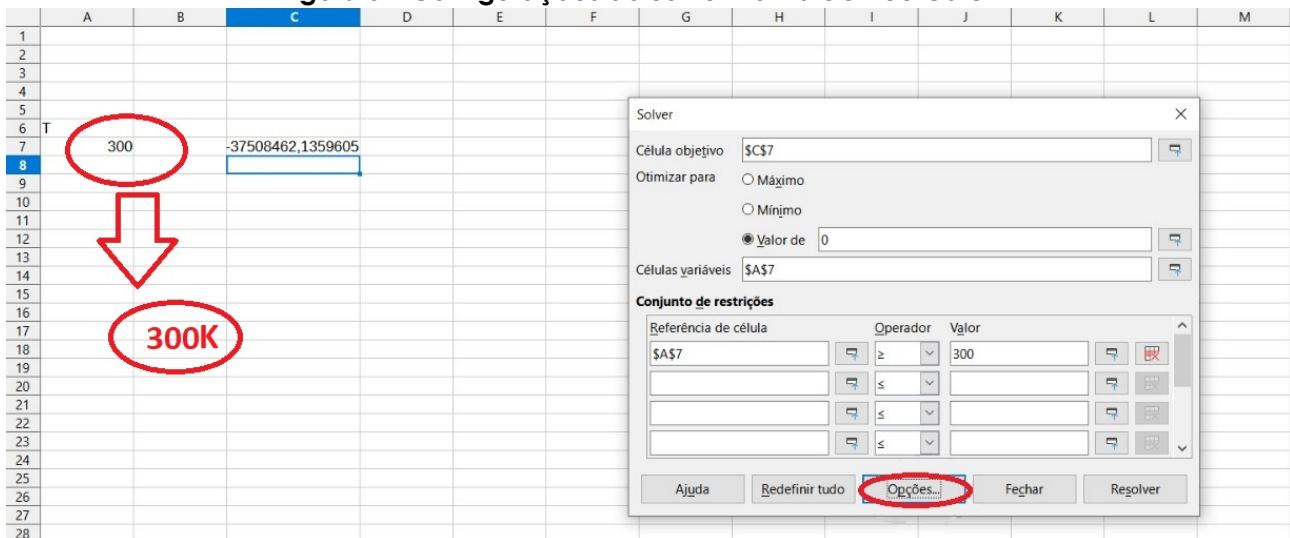 A B C D E F G H I J K L M
1
2
3
4
5
6 T
7 300 -37508462,1359605
8
9
10
11
12
13
14
15
16
17
18
19
20
21
22
23
24
25
26
27
28
300K
Solver
Célula objetivo $C$7
Otimizar para Máximo
Mínimo
Valor de 0
Células variáveis $A$7
Conjunto de restrições
Referência de célula Operador Valor
$A$7 ≥ 300
≤
≤
≤
Ajuda Redefinir tudo Opções... Fechar Resolver